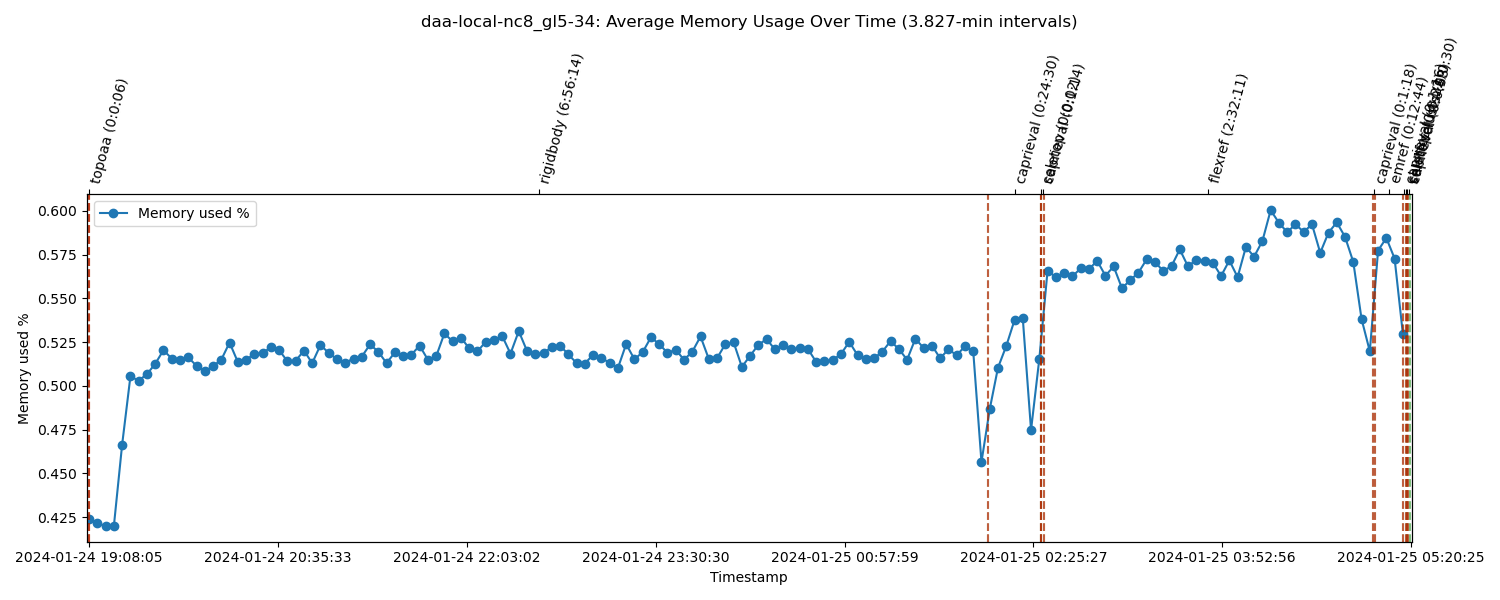 daa-local-nc8_gl5-34: Average Memory Usage Over Time (3.827-min intervals)
topoaa (0:0:06)
rigidbody (6:56:14)
caprieval (0:24:30)
flexref (2:32:11)
caprieval (0:1:18)
emref (0:12:44)
Memory used %
0.600
0.575
0.550
0.525
0.500
0.475
0.450
0.425
Memory used %
2024-01-24 19:08:05
2024-01-24 20:35:33
2024-01-24 22:03:02
2024-01-24 23:30:30
2024-01-25 00:57:59
2024-01-25 02:25:27
2024-01-25 03:52:56
2024-01-25 05:20:25
Timestamp